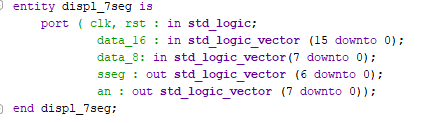 entity displ_7seg is
port ( clk, rst : in std_logic;
data_16 : in std_logic_vector (15 downto 0);
data_8: in std_logic_vector(7 downto 0);
sseg : out std_logic_vector (6 downto 0);
an : out std_logic_vector (7 downto 0));
end displ_7seg;